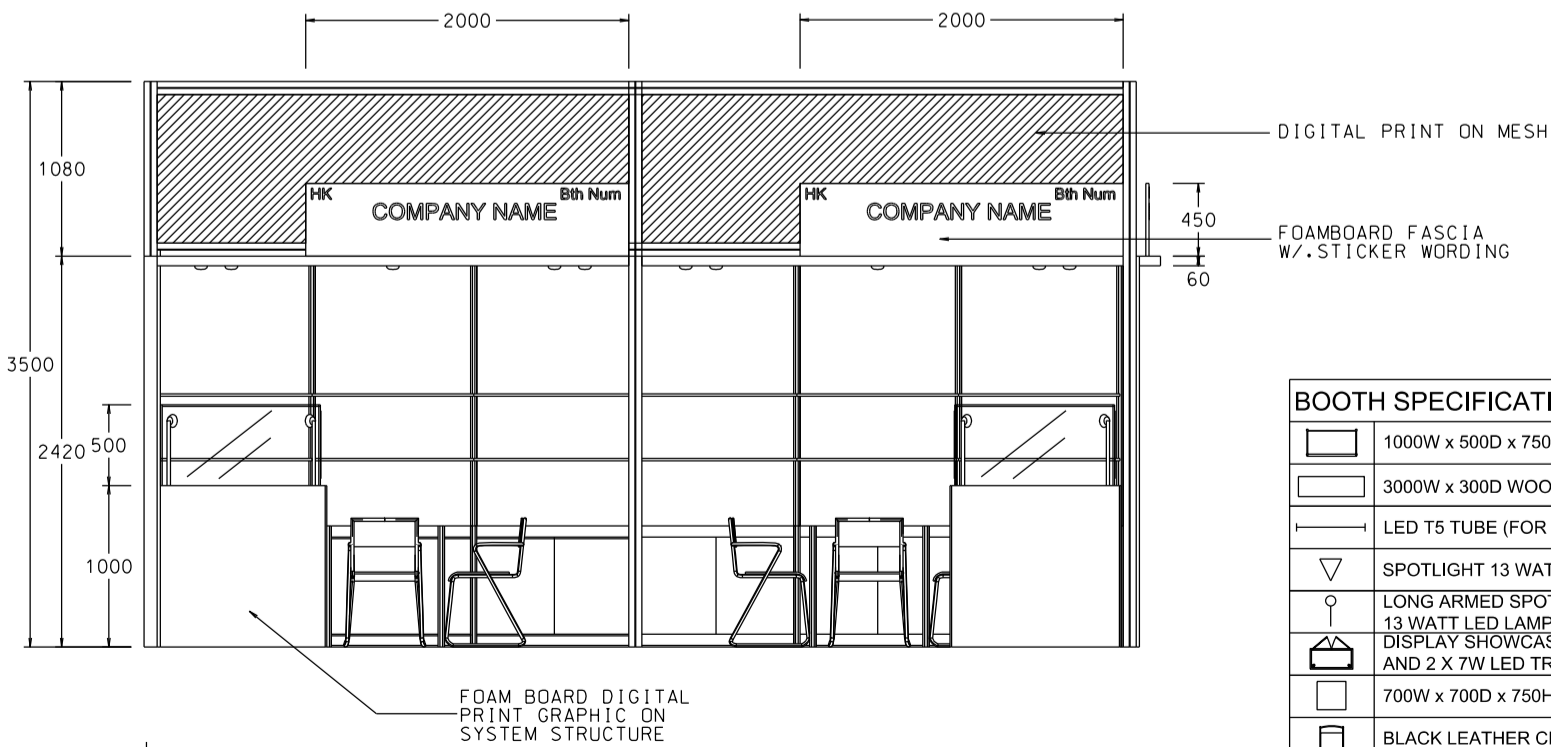 2000
2000
DIGITAL PRINT ON MESH
1080
HK
Bth Num
COMPANY NAME
HK
Bth Num
COMPANY NAME
450
FOAMBOARD FASCIA
W/.STICKER WORDING
60
3500
2420
500
1000
FOAM BOARD DIGITAL
PRINT GRAPHIC ON
SYSTEM STRUCTURE
BOOTH SPECIFICATI
1000W x 500D x 750
3000W x 300D WOO
LED T5 TUBE (FOR
SPOTLIGHT 13 WAT
LONG ARMED SPOT
13 WATT LED LAMP
DISPLAY SHOWCAS
AND 2 X 7W LED TR
700W x 700D x 750H
BLACK LEATHER